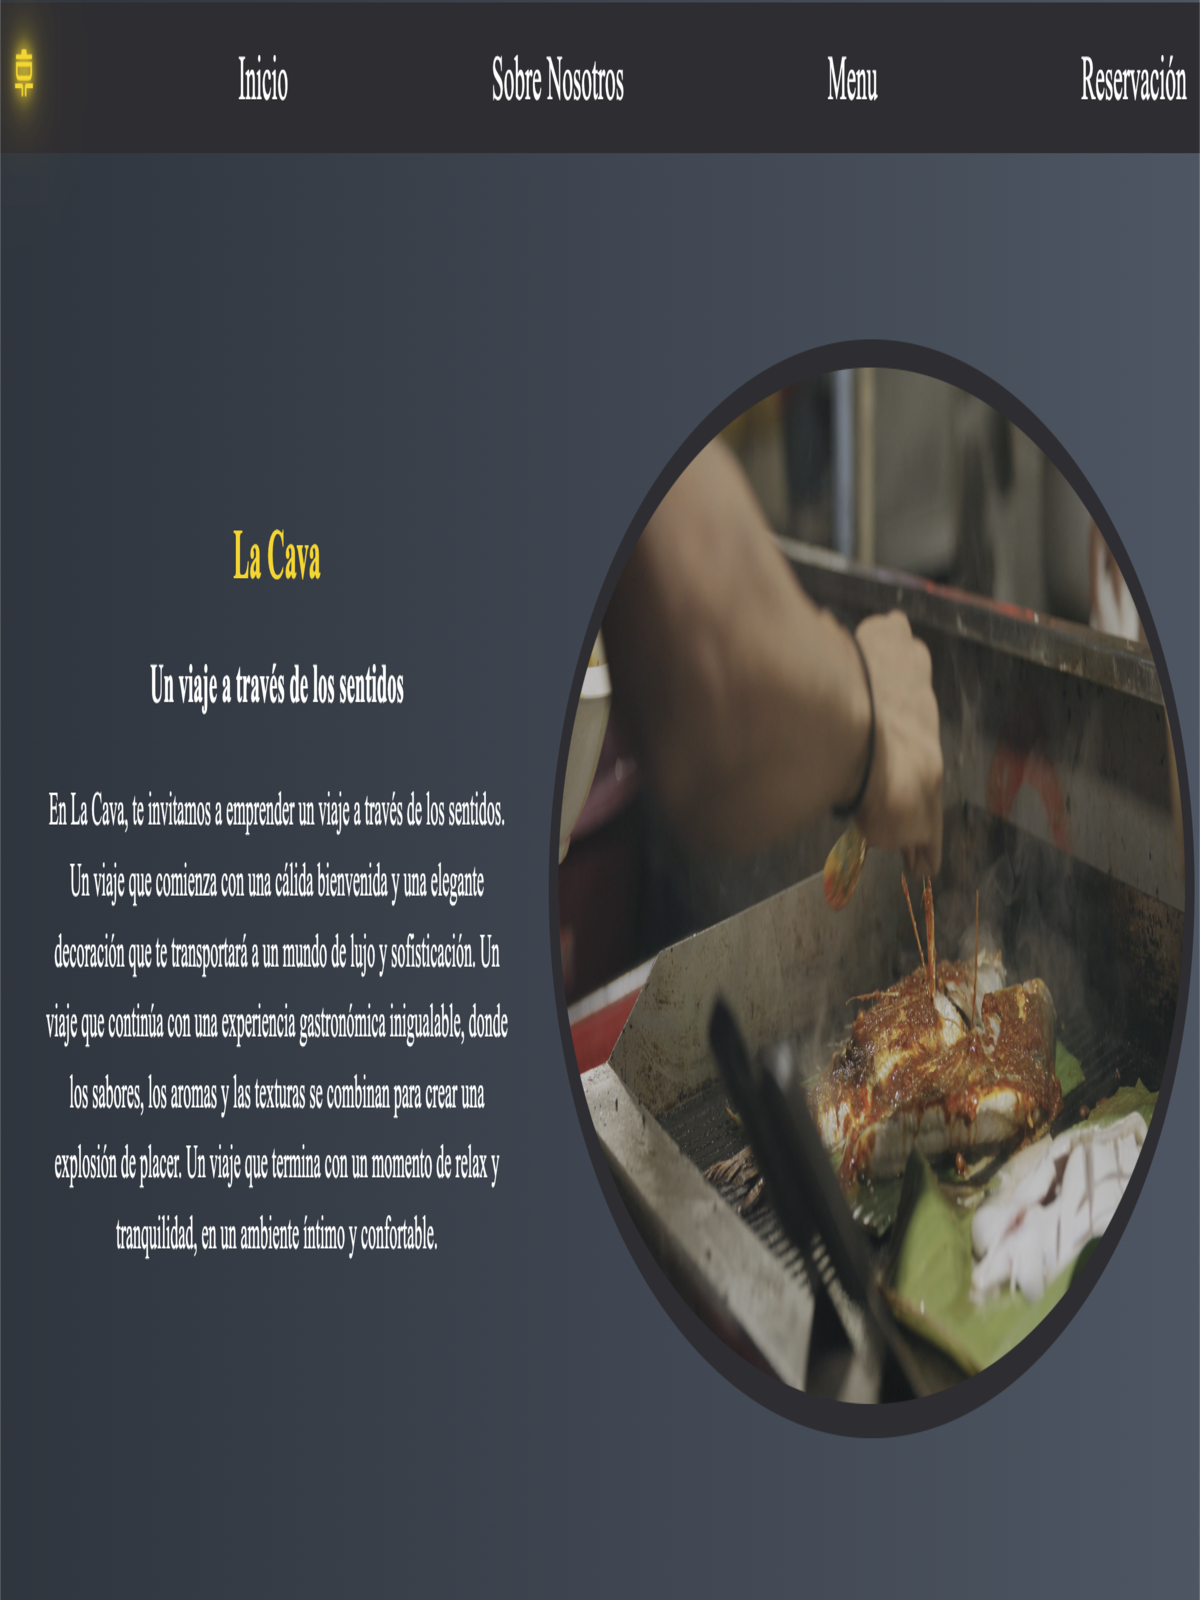 Inicio
Sobre Nosotros
Menu
Reservación
La Cava
Un viaje a través de los sentidos
En La Cava, te invitamos a emprender un viaje a través de los sentidos.
Un viaje que comienza con una cálida bienvenida y una elegante
decoración que te transportará a un mundo de lujo y sofisticación. Un
viaje que continúa con una experiencia gastronómica inigualable, donde
los sabores, los aromas y las texturas se combinan para crear una
explosión de placer. Un viaje que termina con un momento de relax y
tranquilidad, en un ambiente íntimo y confortable.